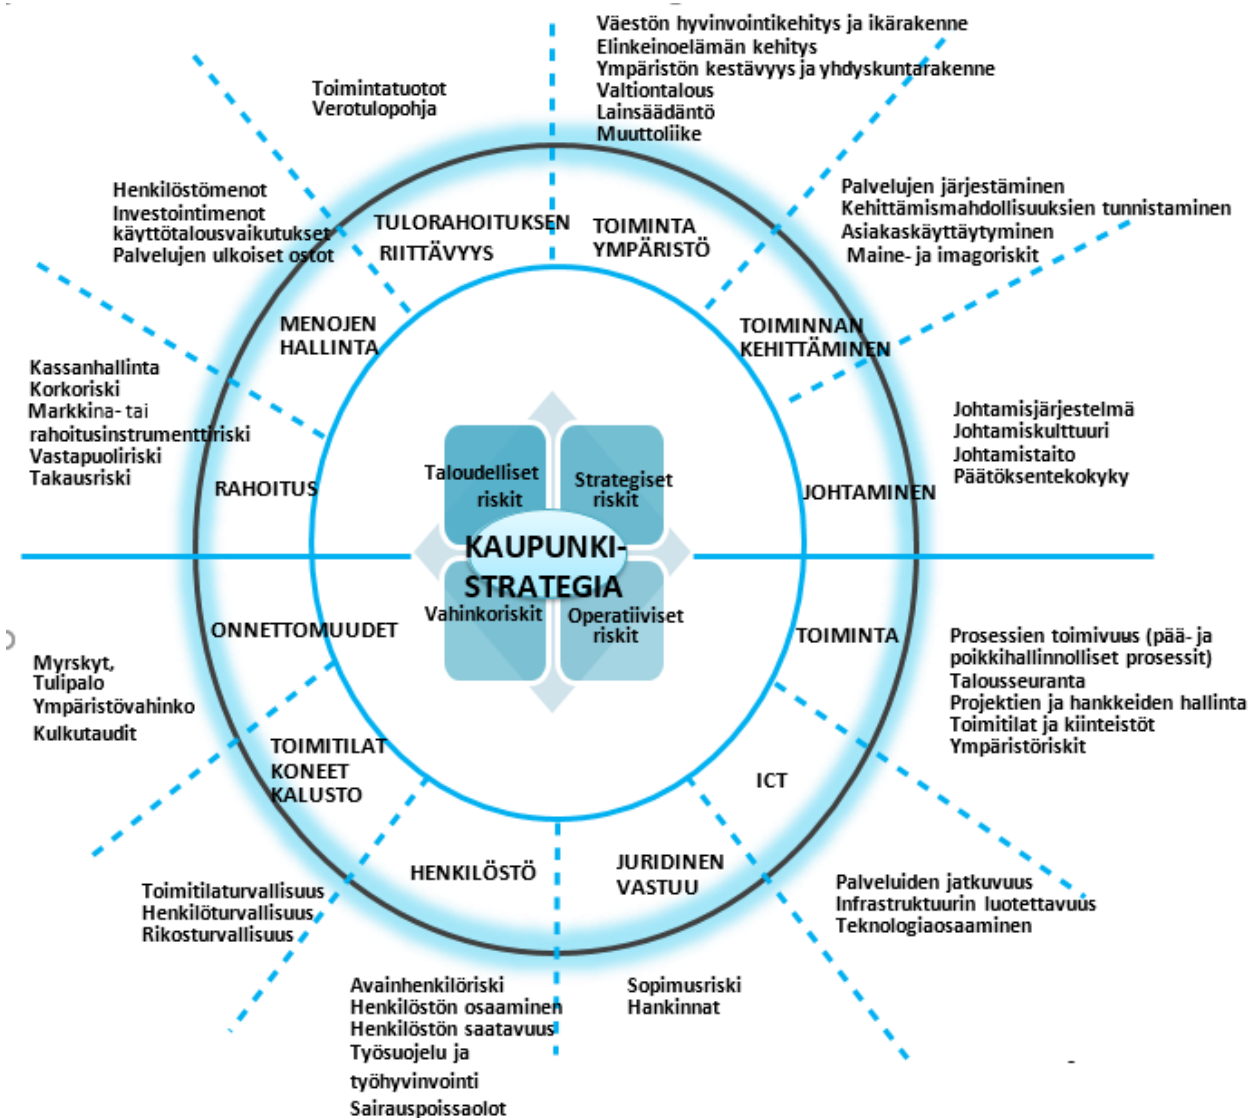 Väestön hyvinvointikehitys ja ikärakenne
Elinkeinoelämän kehitys
Ympäristön kestävyys ja yhdyskuntarakenne
Valtiontalous
Lainsäädäntö
Muuttoliike
Toimintatuotot
Verotulopohja
Henkilöstömenot
Investointimenot
käyttötalousvaikutukset
Palvelujen ulkoiset ostot
Palvelujen järjestäminen
Kehittämismahdollisuuksien tunnistaminen
Asiakaskäyttäytyminen
Maine- ja imagoriskit
TULORAHOITUKSEN
RIITTÄVYYS
TOIMINTA
YMPÄRISTÖ
MENOJEN
HALLINTA
TOIMINNAN
KEHITTÄMINEN
Kassanhallinta
Korkoriski
Markkina- tai
rahoitusinstrumenttiriski
Vastapuoliriski
Takausriski
RAHOITUS
Johtamisjärjestelmä
Johtamiskulttuuri
Johtamistaito
Päätöksentekokyky
JOHTAMINEN
Taloudelliset
riskit
Strategiset
riskit
KAUPUNKI-
STRATEGIA
Vahinkoriskit
Operatiiviset
riskit
ONNETTOMUUDET
TOIMINTA
Myrskyt,
Tulipalo
Ympäristövahinko
Kulkutaudit
Prosessien toimivuus (pää- ja
poikkihallinnolliset prosessit)
Talousseuranta
Projektien ja hankkeiden hallinta
Toimitilat ja kiinteistöt
Ympäristöriskit
TOIMITILAT
KONEET
KALUSTO
ICT
HENKILÖSTÖ
JURIDINEN
VASTUU
Toimitilaturvallisuus
Henkilöturvallisuus
Rikosturvallisuus
Palveluiden jatkuvuus
Infrastruktuurin luotettavuus
Teknologiaosaaminen
Avainhenkilöriski
Henkilöstön osaaminen
Henkilöstön saatavuus
Työsuojelu ja
työhyvinvointi
Sairauspoissaolot
Sopimusriski
Hankinnat